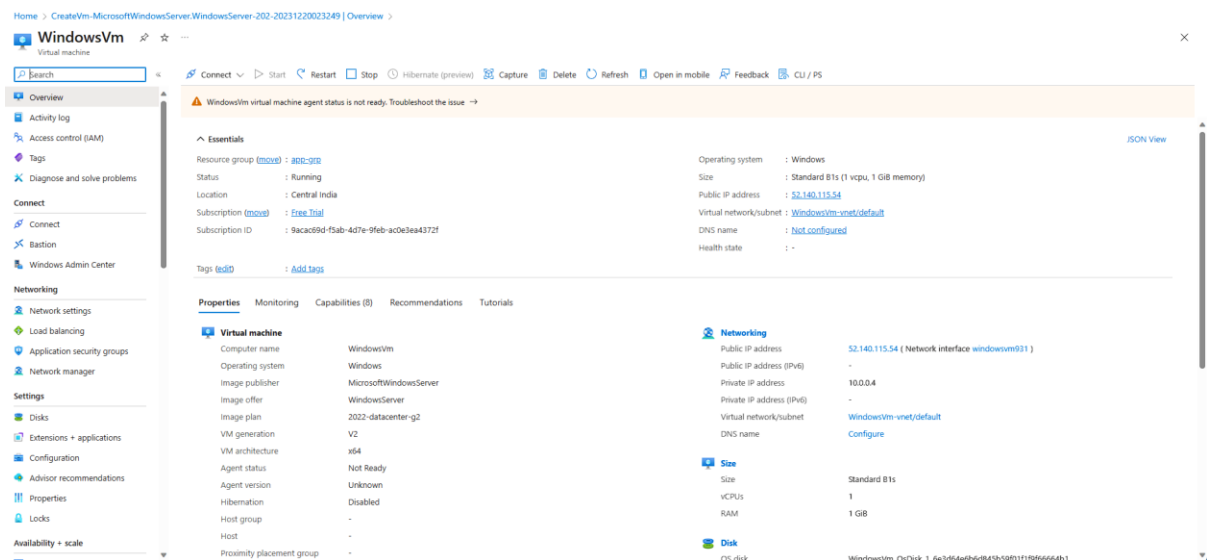 Home > CreateVm-MicrosoftWindowsServer.WindowsServer-202-20231220023249 | Overview >
WindowsVm
Virtual machine
Search
Connect Start Restart Stop Hibernate (preview) Capture Delete Refresh Open in mobile Feedback CLI / PS
Overview
Activity log
Access control (IAM)
Tags
Diagnose and solve problems
Connect
Connect
Bastion
Windows Admin Center
Networking
Network settings
Load balancing
Application security groups
Network manager
Settings
Disks
Extensions + applications
Configuration
Advisor recommendations
Properties
Locks
Availability + scale
WindowsVm virtual machine agent status is not ready. Troubleshoot the issue →
Essentials
JSON View
Resource group (move) : app-grp
Status : Running
Location : Central India
Subscription (move) : Free Trial
Subscription ID : 9acac69d-f5ab-4d7e-9feb-ac0e3ea4372f
Operating system : Windows
Size : Standard B1s (1 vcpu, 1 GiB memory)
Public IP address : 52.140.115.54
Virtual network/subnet : WindowsVm-vnet/default
DNS name : Not configured
Health state : -
Tags (edit) : Add tags
Properties Monitoring Capabilities (8) Recommendations Tutorials
Virtual machine
Computer name WindowsVm
Operating system Windows
Image publisher MicrosoftWindowsServer
Image offer WindowsServer
Image plan 2022-datacenter-g2
VM generation V2
VM architecture x64
Agent status Not Ready
Agent version Unknown
Hibernation Disabled
Host group -
Host -
Proximity placement group -
Networking
Public IP address 52.140.115.54 ( Network interface windowsvm931 )
Public IP address (IPv6) -
Private IP address 10.0.0.4
Private IP address (IPv6) -
Virtual network/subnet WindowsVm-vnet/default
DNS name Configure
Size
Size Standard B1s
vCPUs 1
RAM 1 GiB
Disk
OS disk